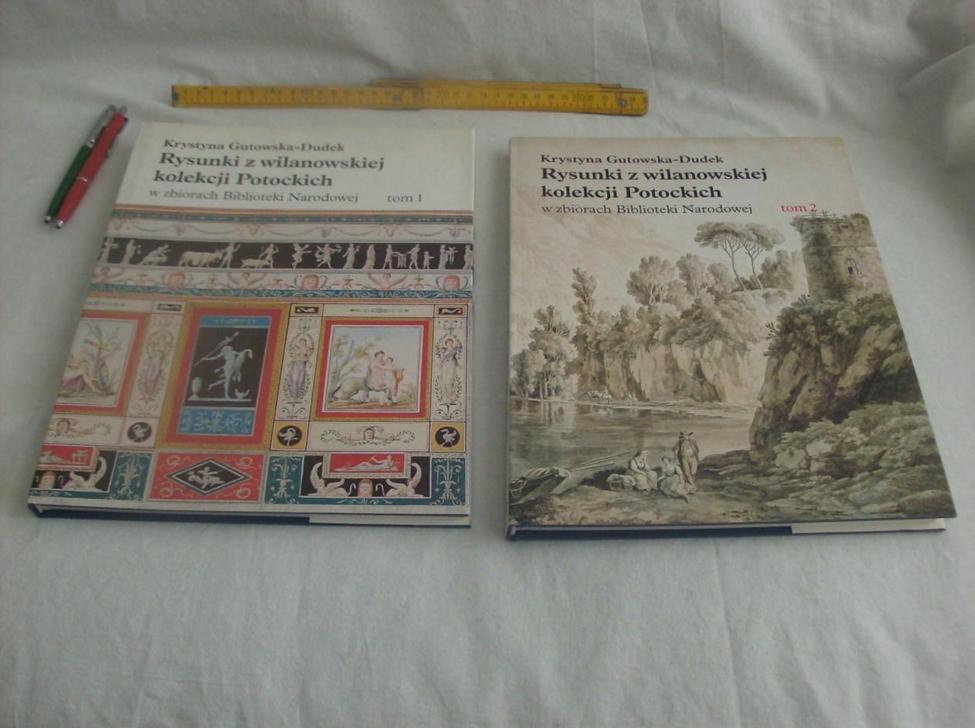 Krystyna Gutowska-Dudek
Rysunki z wilanowskiej
kolekcji Potockich
w zbiorach Biblioteki Narodowej tom 1
Krystyna Gutowska-Dudek
Rysunki z wilanowskiej
kolekcji Potockich
w zbiorach Biblioteki Narodowej tom 2